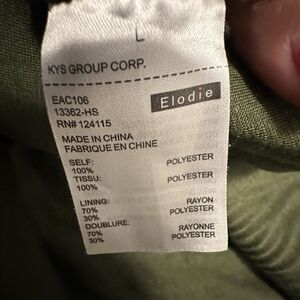 L
KYS GROUP CORP.
EAC106
Elodie
13362-HS
RN# 124115
MADE IN CHINA
FABRIQUE EN CHINE
SELF:
100% POLYESTER
TISSU:
100% POLYESTER
LINING:
70% RAYON
30% POLYESTER
DOUBLURE:
70% RAYONNE
30% POLYESTER